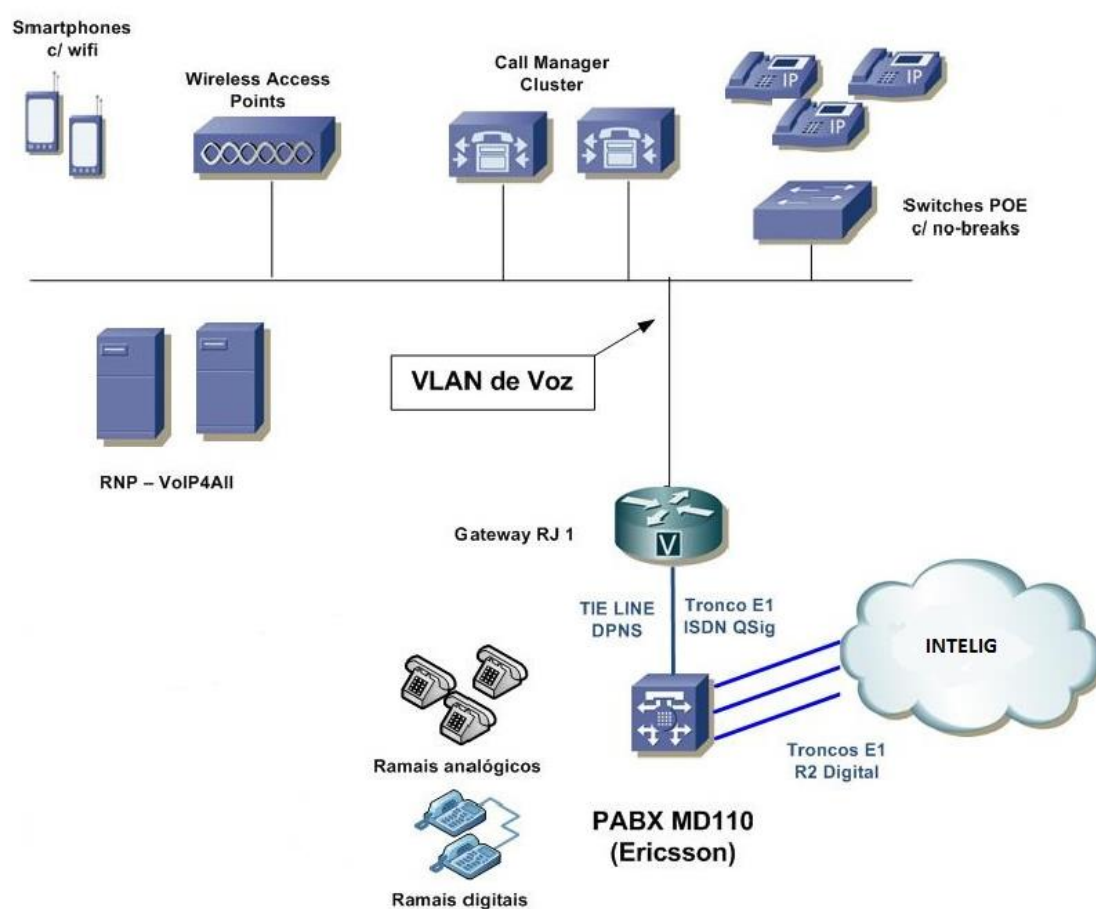 Smartphones
c/ wifi
Wireless Access
Points
Call Manager
Cluster
IP
IP
IP
Switches POE
c/ no-breaks
VLAN de Voz
RNP – VoIP4All
Gateway RJ 1
V
TIE LINE
DPNS
Tronco E1
ISDN QSig
INTELIG
Troncos E1
R2 Digital
Ramais analógicos
PABX MD110
(Ericsson)
Ramais digitais